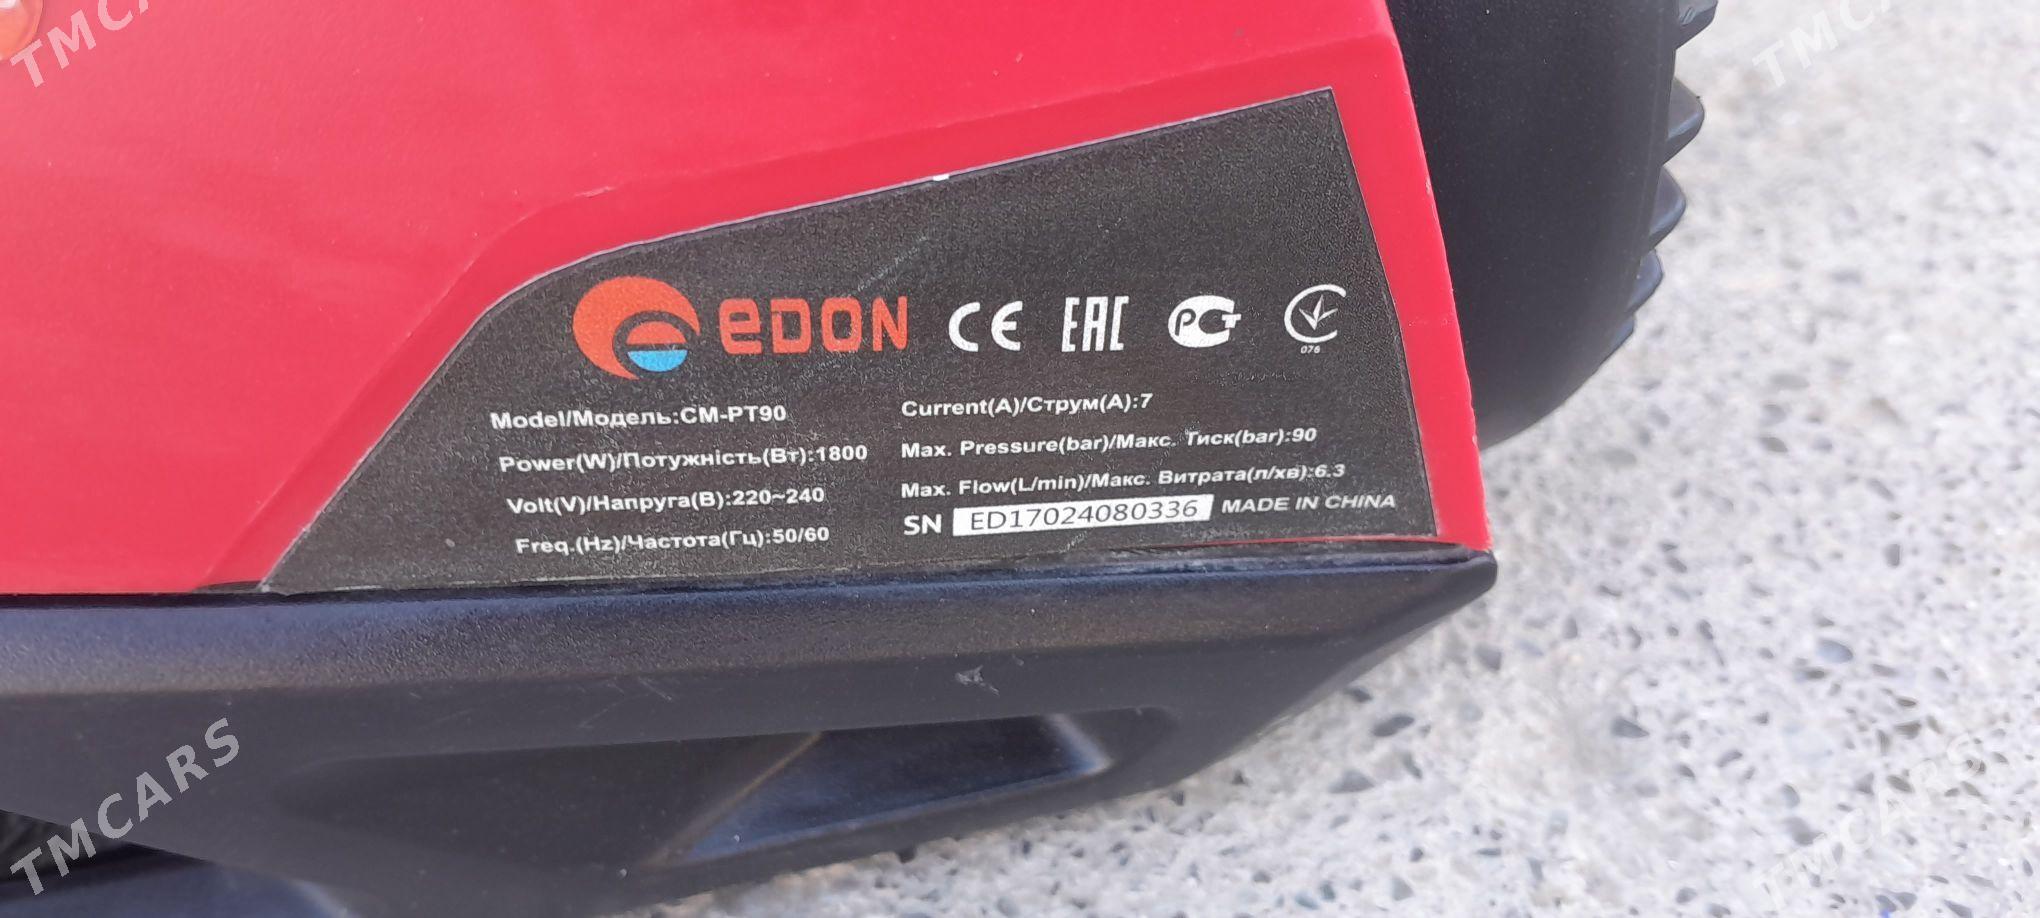 TMCARS
TMCARS
eDON CE EAC PCT
076
Model/Модель:CM-PT90
Power(W)/Потужність(Вт):1800
Volt(V)/Напруга(В):220~240
Freq.(Hz)/Частота(Гц):50/60
Current(A)/Струм(А):7
Max. Pressure(bar)/Макс. Тиск(bar):90
Max. Flow(L/min)/Макс. Витрата(л/хв):6.3
SN ED17024080336 MADE IN CHINA
TMCARS
TMCARS